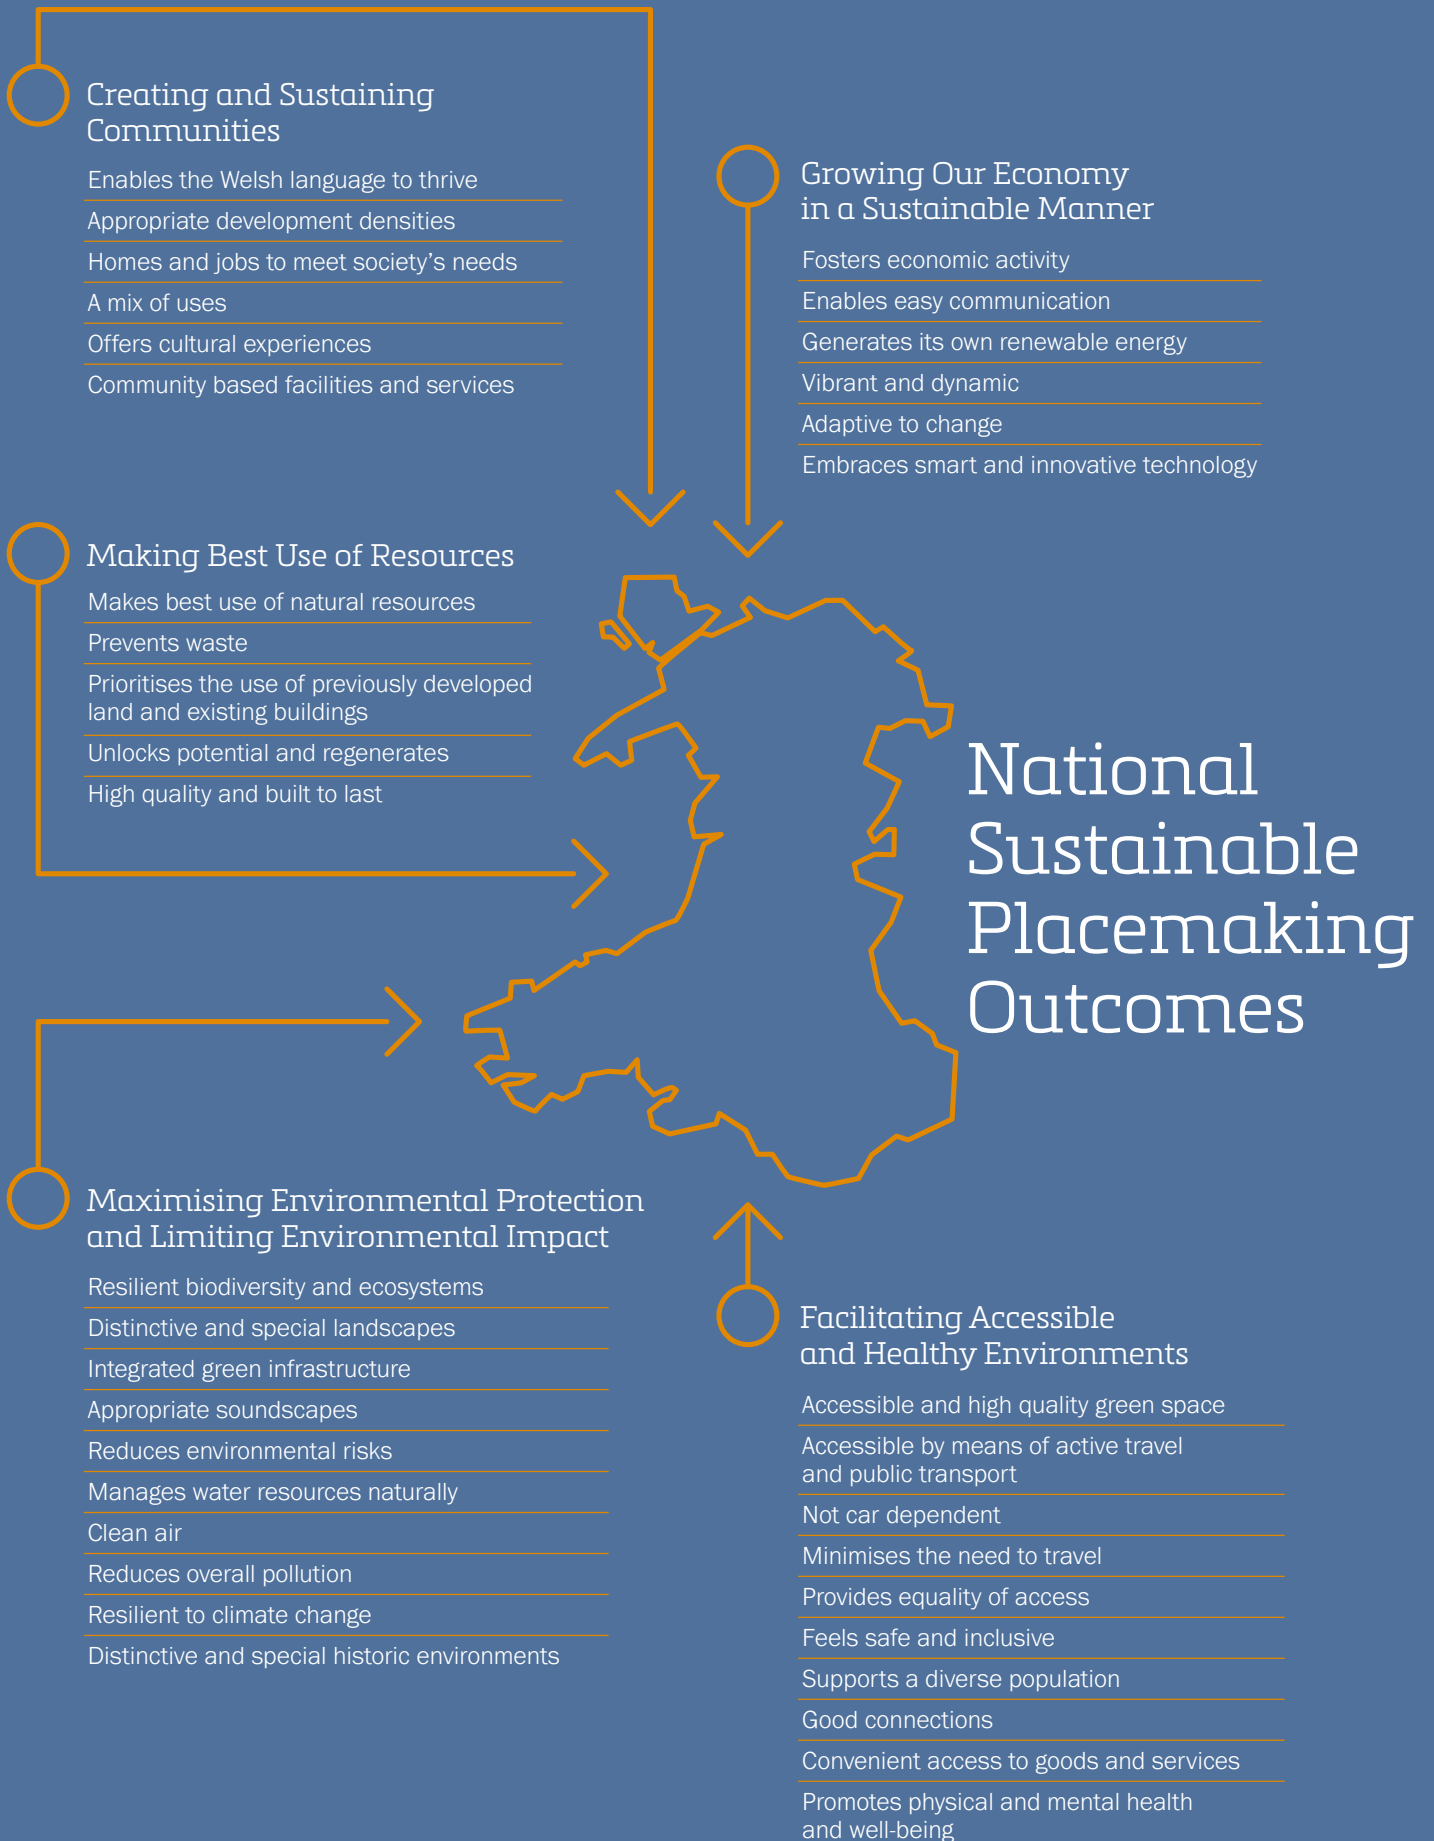 Creating and Sustaining
Communities
Enables the Welsh language to thrive
Appropriate development densities
Homes and jobs to meet society's needs
A mix of uses
Offers cultural experiences
Community based facilities and services
Growing Our Economy
in a Sustainable Manner
Fosters economic activity
Enables easy communication
Generates its own renewable energy
Vibrant and dynamic
Adaptive to change
Embraces smart and innovative technology
Making Best Use of Resources
Makes best use of natural resources
Prevents waste
Prioritises the use of previously developed
land and existing buildings
Unlocks potential and regenerates
High quality and built to last
National
Sustainable
Placemaking
Outcomes
Maximising Environmental Protection
and Limiting Environmental Impact
Resilient biodiversity and ecosystems
Distinctive and special landscapes
Integrated green infrastructure
Appropriate soundscapes
Reduces environmental risks
Manages water resources naturally
Clean air
Reduces overall pollution
Resilient to climate change
Distinctive and special historic environments
Facilitating Accessible
and Healthy Environments
Accessible and high quality green space
Accessible by means of active travel
and public transport
Not car dependent
Minimises the need to travel
Provides equality of access
Feels safe and inclusive
Supports a diverse population
Good connections
Convenient access to goods and services
Promotes physical and mental health
and well-being